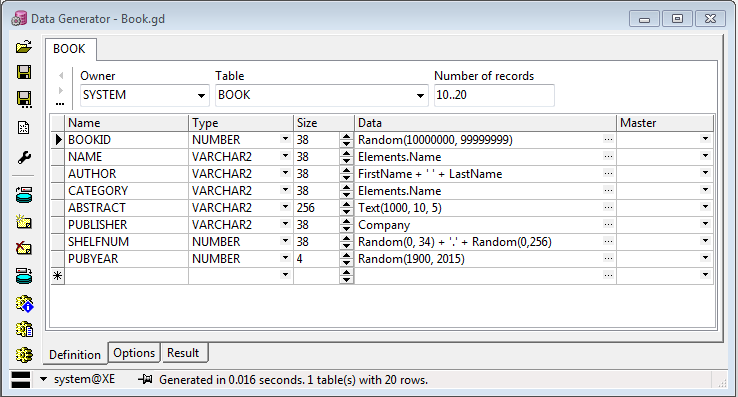 Data Generator - Book.gd
BOOK
Owner Table Number of records
SYSTEM BOOK 10..20
Name Type Size Data Master
BOOKID NUMBER 38 Random(10000000, 99999999) ...
NAME VARCHAR2 38 Elements.Name ...
AUTHOR VARCHAR2 38 FirstName + ' ' + LastName ...
CATEGORY VARCHAR2 38 Elements.Name ...
ABSTRACT VARCHAR2 256 Text(1000, 10, 5) ...
PUBLISHER VARCHAR2 38 Company ...
SHELFNUM NUMBER 38 Random(0, 34) + '.' + Random(0,256) ...
PUBYEAR NUMBER 4 Random(1900, 2015) ...
Definition Options Result
system@XE Generated in 0.016 seconds. 1 table(s) with 20 rows.